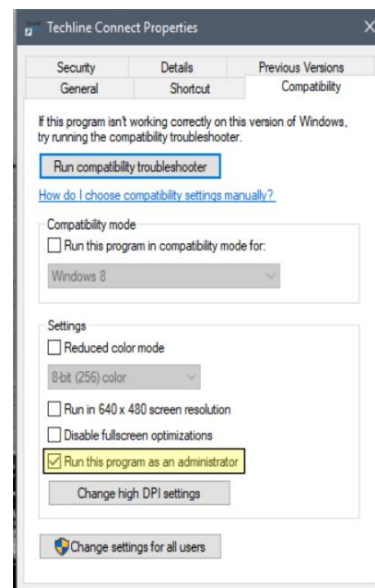 Techline Connect Properties
Security Details Previous Versions
General Shortcut Compatibility
If this program isn't working correctly on this version of Windows,
try running the compatibility troubleshooter.
Run compatibility troubleshooter
How do I choose compatibility settings manually?
Compatibility mode
Run this program in compatibility mode for:
Windows 8
Settings
Reduced color mode
8-bit (256) color
Run in 640 x 480 screen resolution
Disable fullscreen optimizations
Run this program as an administrator
Change high DPI settings
Change settings for all users